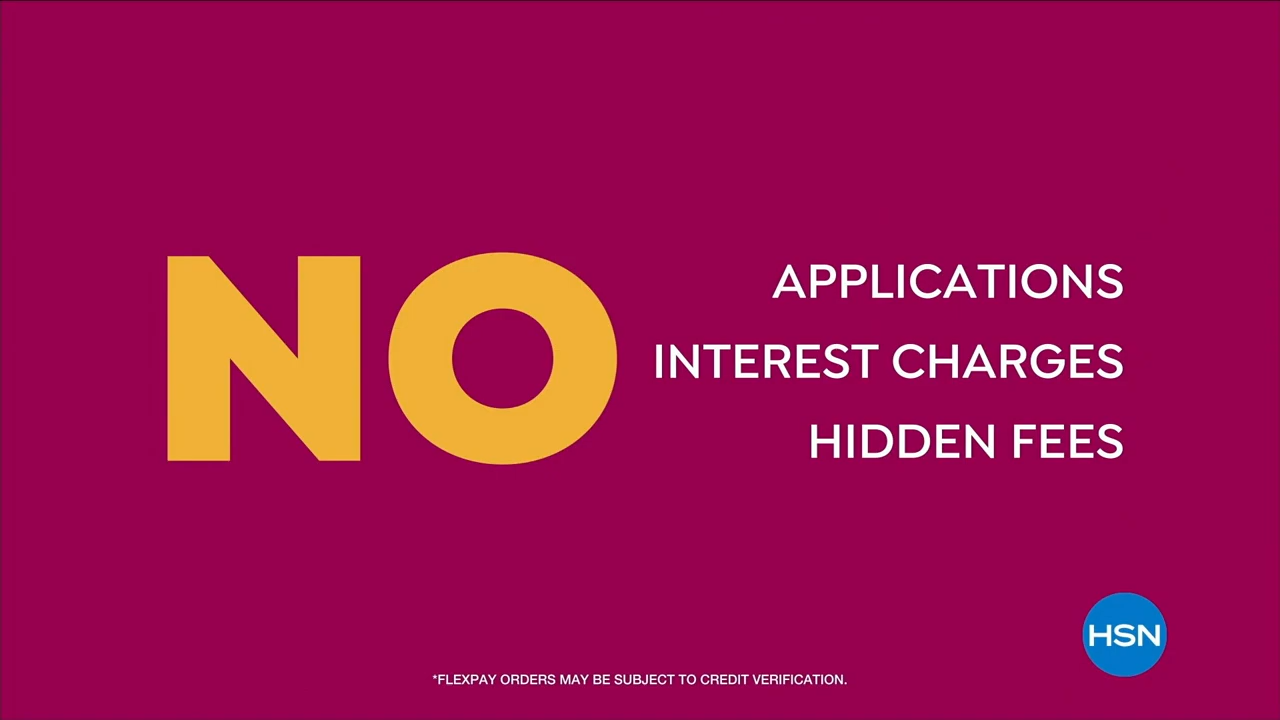 NO
APPLICATIONS
INTEREST CHARGES
HIDDEN FEES
HSN
*FLEXPAY ORDERS MAY BE SUBJECT TO CREDIT VERIFICATION.